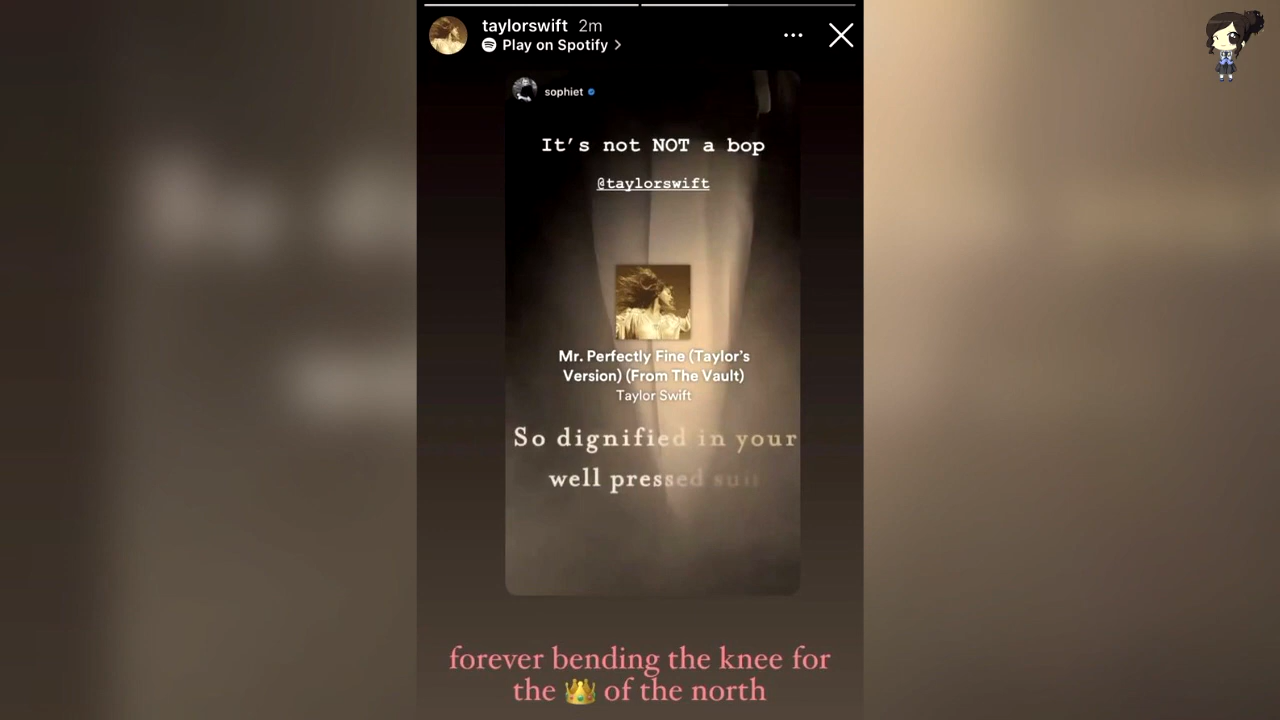 taylorswift 2m
Play on Spotify >
sophiet
It's not NOT a bop
@taylorswift
Mr. Perfectly Fine (Taylor's
Version) (From The Vault)
Taylor Swift
So dignified in your
well pressed suit
forever bending the knee for
the 👑 of the north